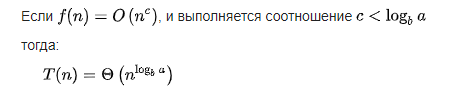 Если f(n) = O (n^c), и выполняется соотношение c < log_b a
тогда:
T(n) = Θ (n^{log_b a})